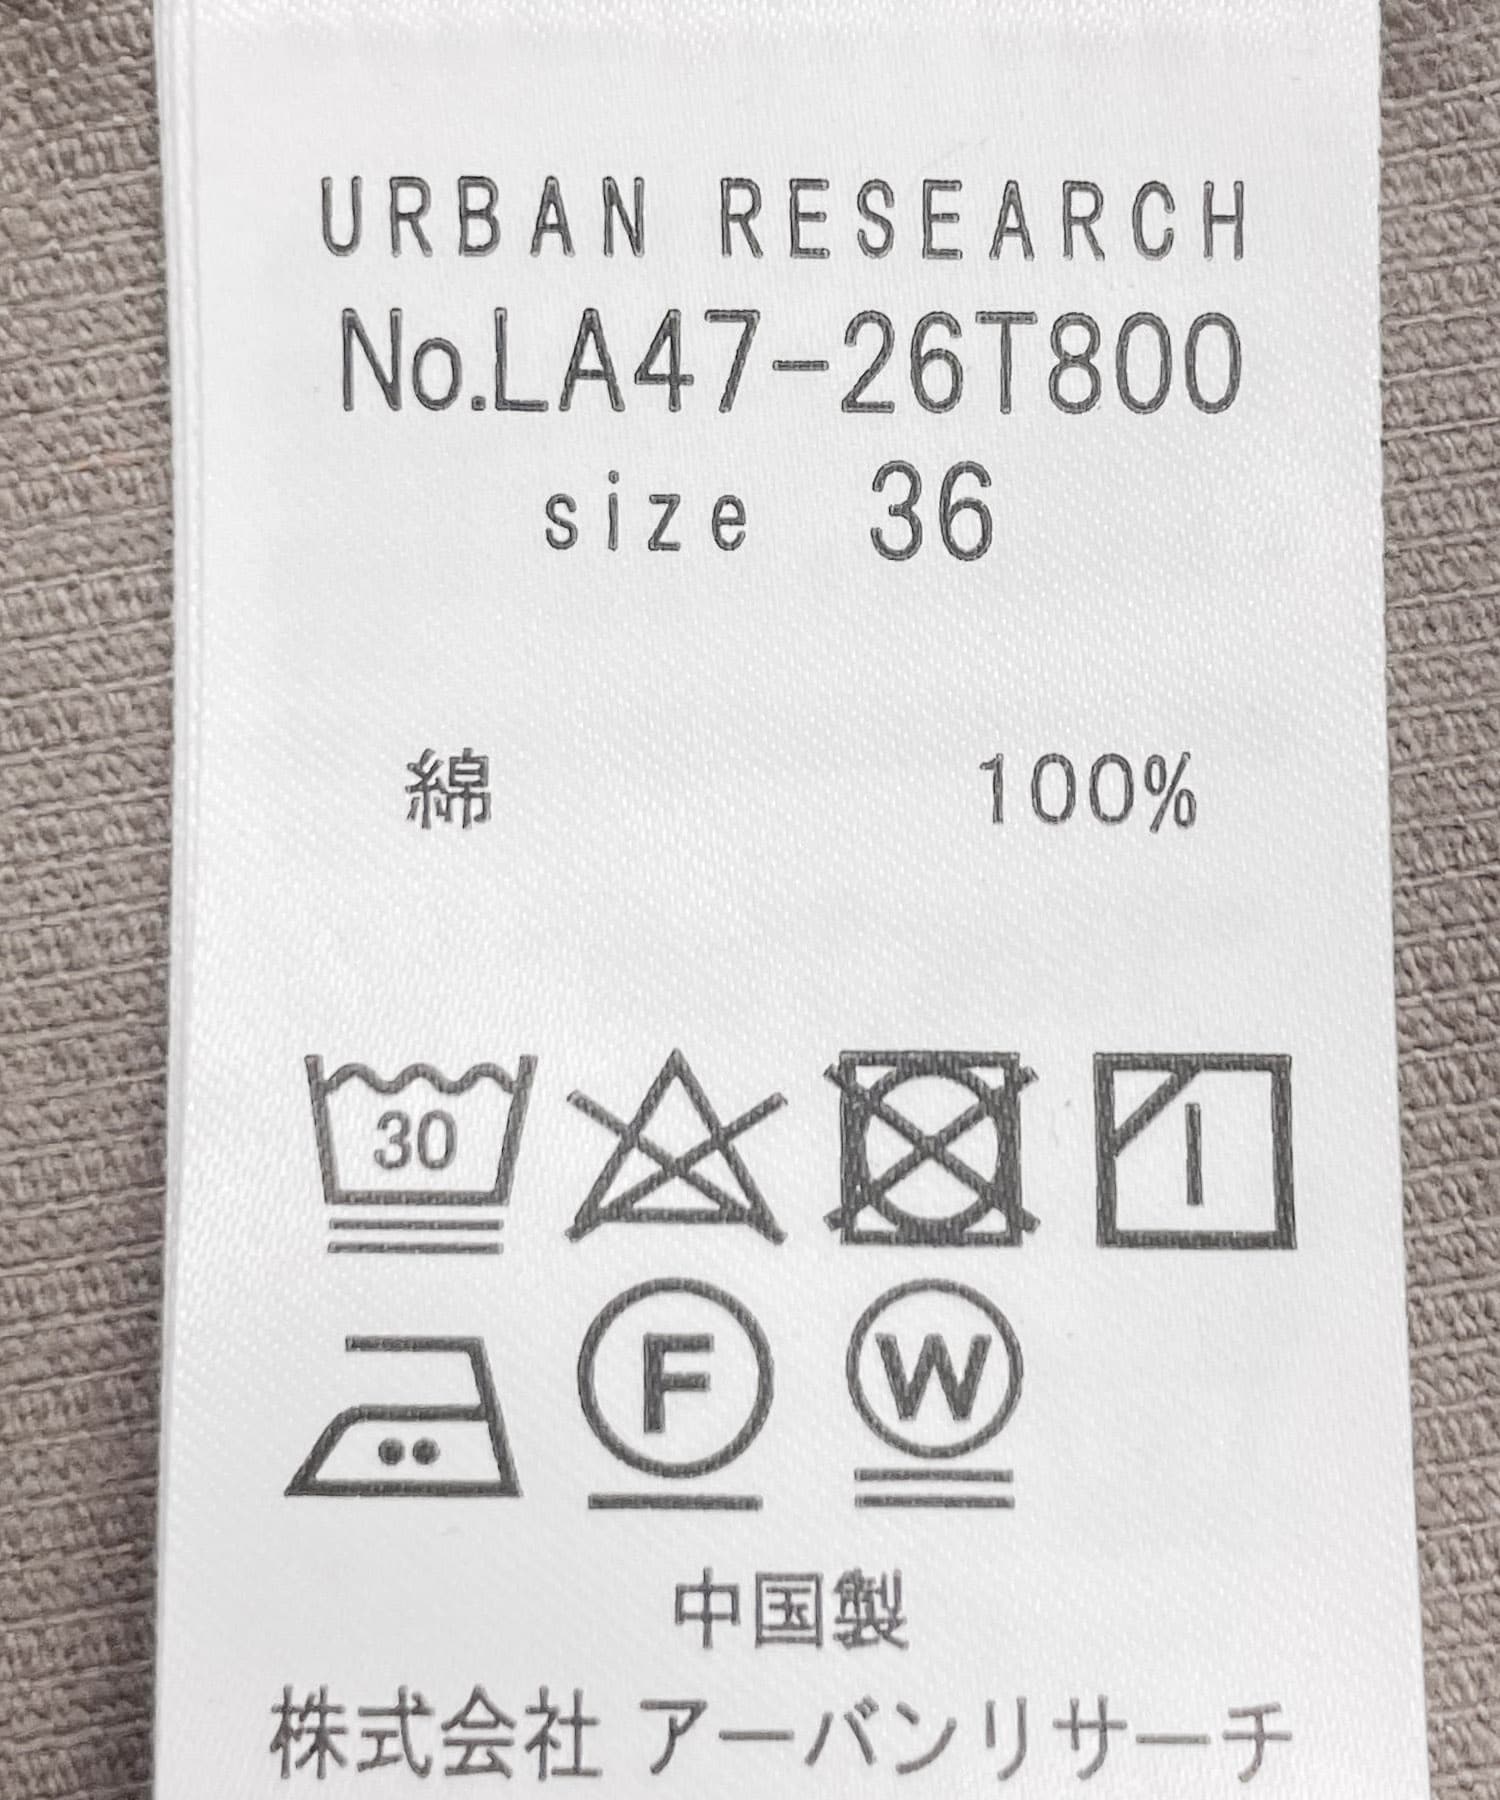 URBAN RESEARCH
No.LA47-26T800
size 36
綿 100%
30
F W
中国製
株式会社 アーバンリサーチ